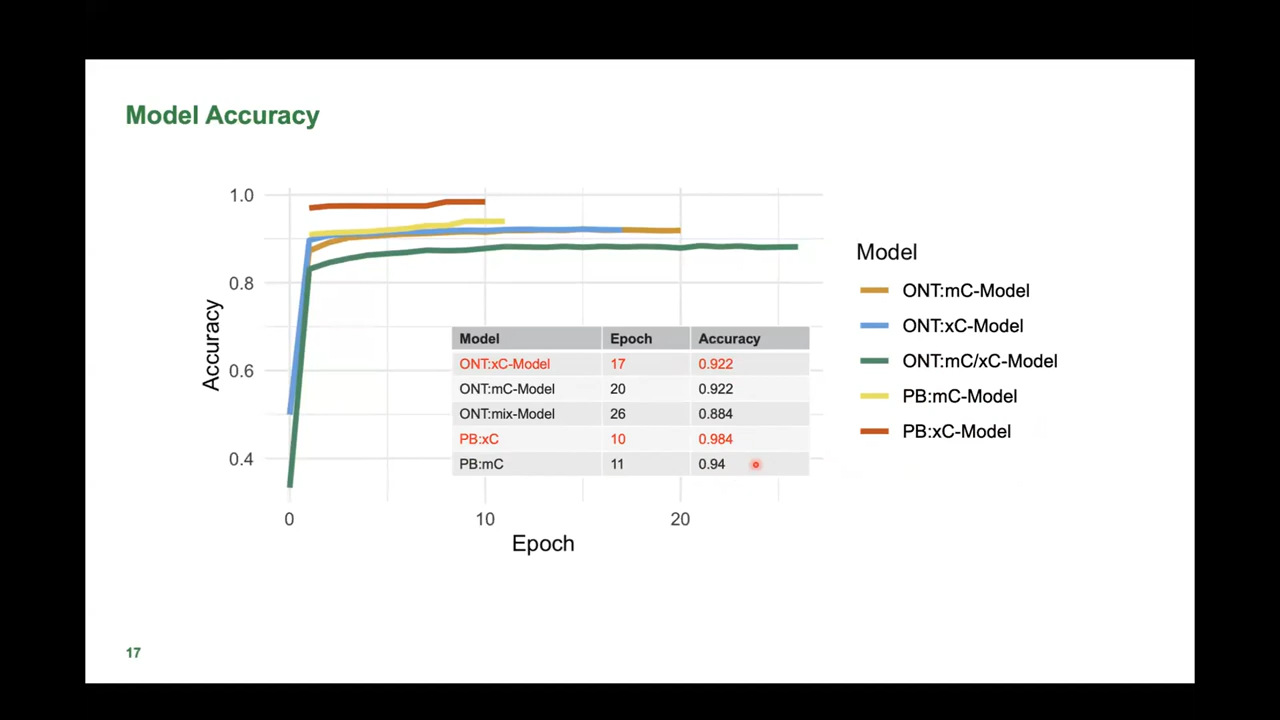 Model Accuracy
1.0
0.8
0.6
0.4
Accuracy
0
10
20
Epoch
Model Epoch Accuracy
ONT:xC-Model 17 0.922
ONT:mC-Model 20 0.922
ONT:mix-Model 26 0.884
PB:xC 10 0.984
PB:mC 11 0.94
Model
ONT:mC-Model
ONT:xC-Model
ONT:mC/xC-Model
PB:mC-Model
PB:xC-Model
17